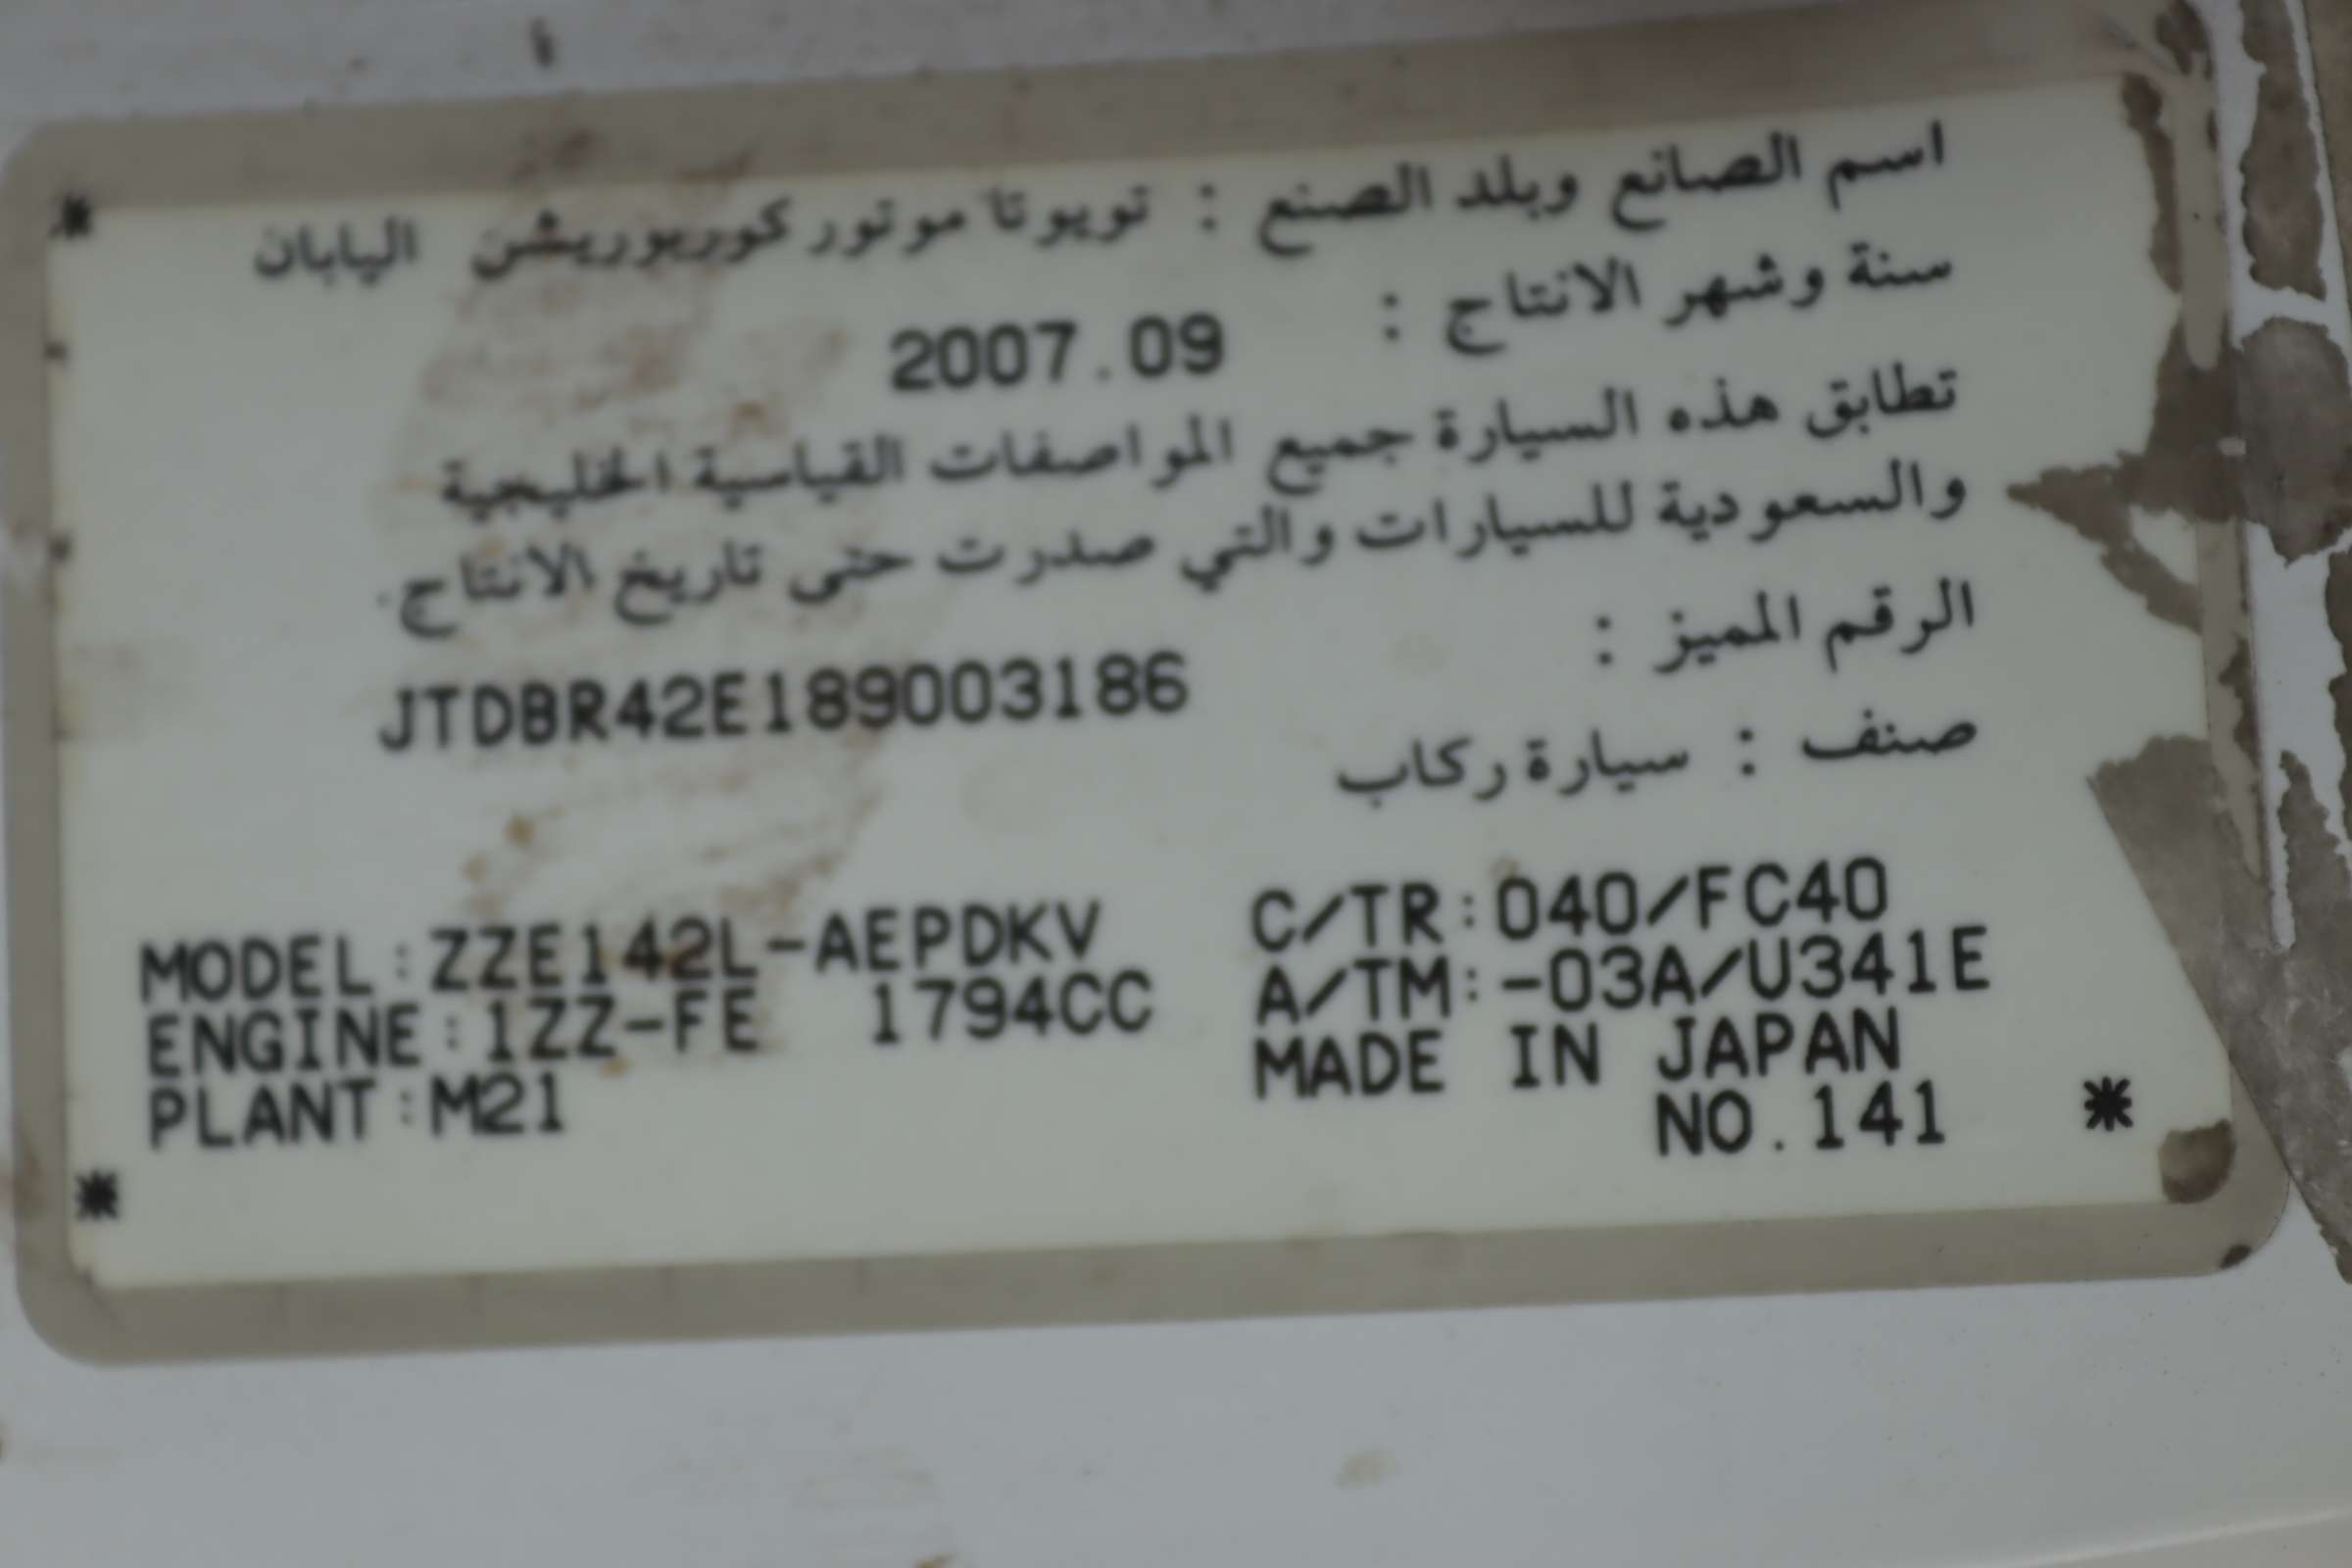 اسم الصانع وبلد الصنع : تويوتا موتور كوربوريشن اليابان
سنة وشهر الانتاج : 2007.09
تطابق هذه السيارة جميع المواصفات القياسية الخليجية
والسعودية للسيارات والتي صدرت حتى تاريخ الانتاج.
الرقم المميز :
JTDBR42E189003186
صنف : سيارة ركاب
MODEL:ZZE142L-AEPDKV C/TR:040/FC40
ENGINE:1ZZ-FE 1794CC A/TM:-03A/U341E
PLANT:M21 MADE IN JAPAN
NO.141